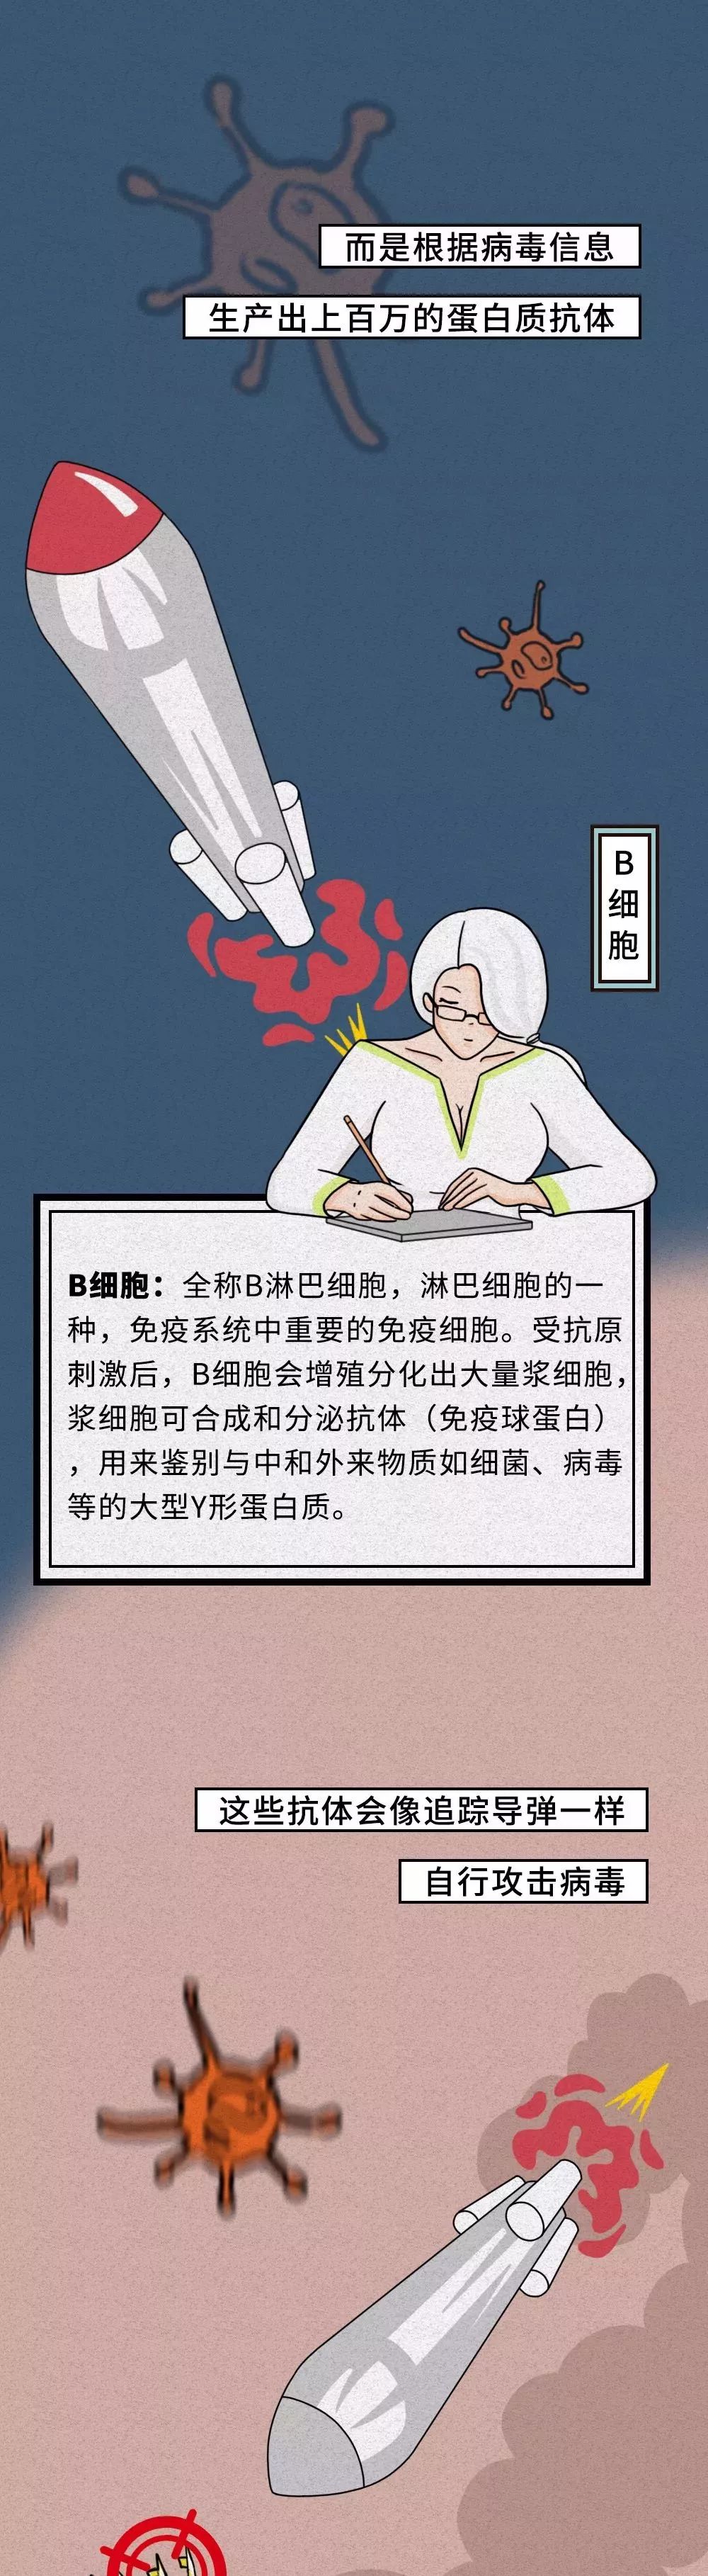 而是根据病毒信息
生产出上百万的蛋白质抗体
B细胞
B细胞：全称B淋巴细胞，淋巴细胞的一
种，免疫系统中重要的免疫细胞。受抗原
刺激后，B细胞会增殖分化出大量浆细胞，
浆细胞可合成和分泌抗体（免疫球蛋白）
，用来鉴别与中和外来物质如细菌、病毒
等的大型Y形蛋白质。
这些抗体会像追踪导弹一样
自行攻击病毒